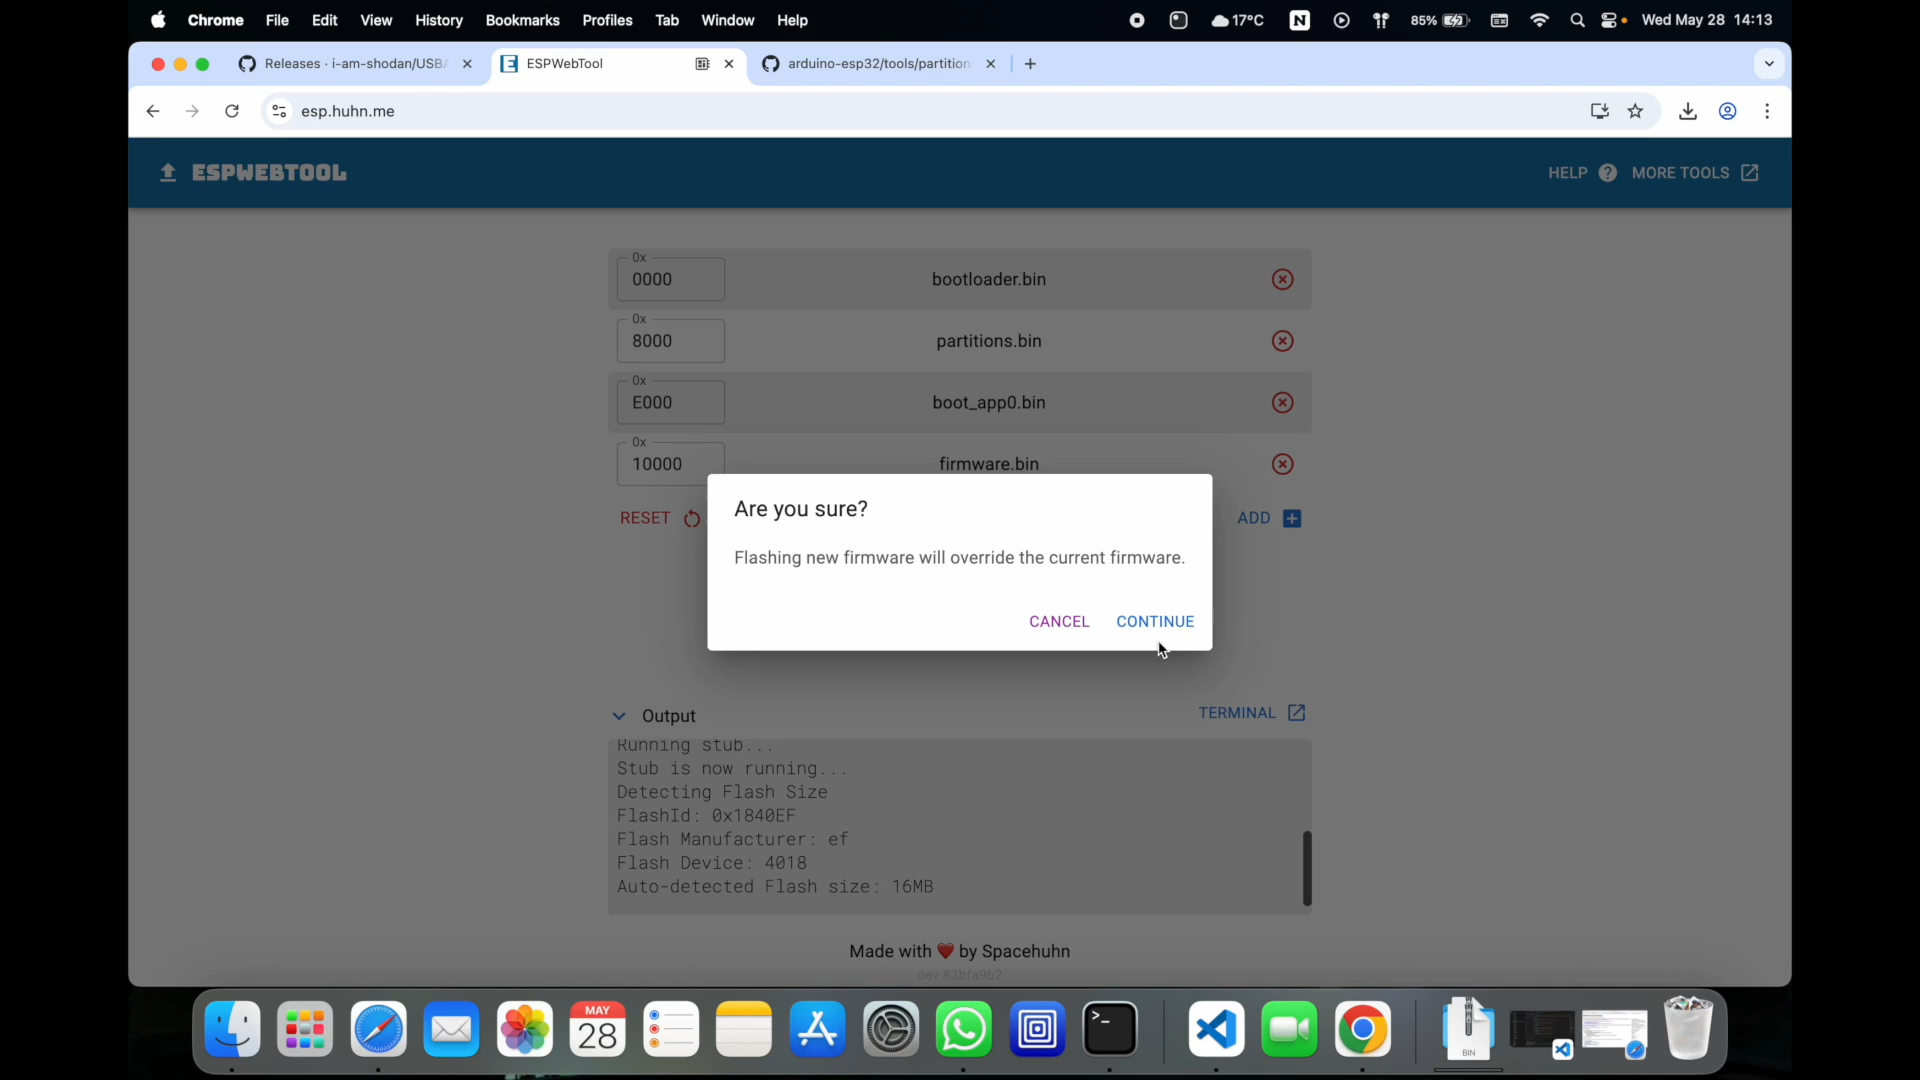 Chrome File Edit View History Bookmarks Profiles Tab Window Help 17°C 85% Wed May 28 14:13
Releases · i-am-shodan/USBA
ESPWebTool
arduino-esp32/tools/partition
esp.huhn.me
ESPWEBTOOL
HELP MORE TOOLS
0x
0000 bootloader.bin
0x
8000 partitions.bin
0x
E000 boot_app0.bin
0x
10000 firmware.bin
RESET ADD
Are you sure?
Flashing new firmware will override the current firmware.
CANCEL CONTINUE
Output TERMINAL
Running stub...
Stub is now running...
Detecting Flash Size
FlashId: 0x1840EF
Flash Manufacturer: ef
Flash Device: 4018
Auto-detected Flash size: 16MB
Made with ❤️ by Spacehuhn
dev 83bfa9b2
MAY
28
BIN